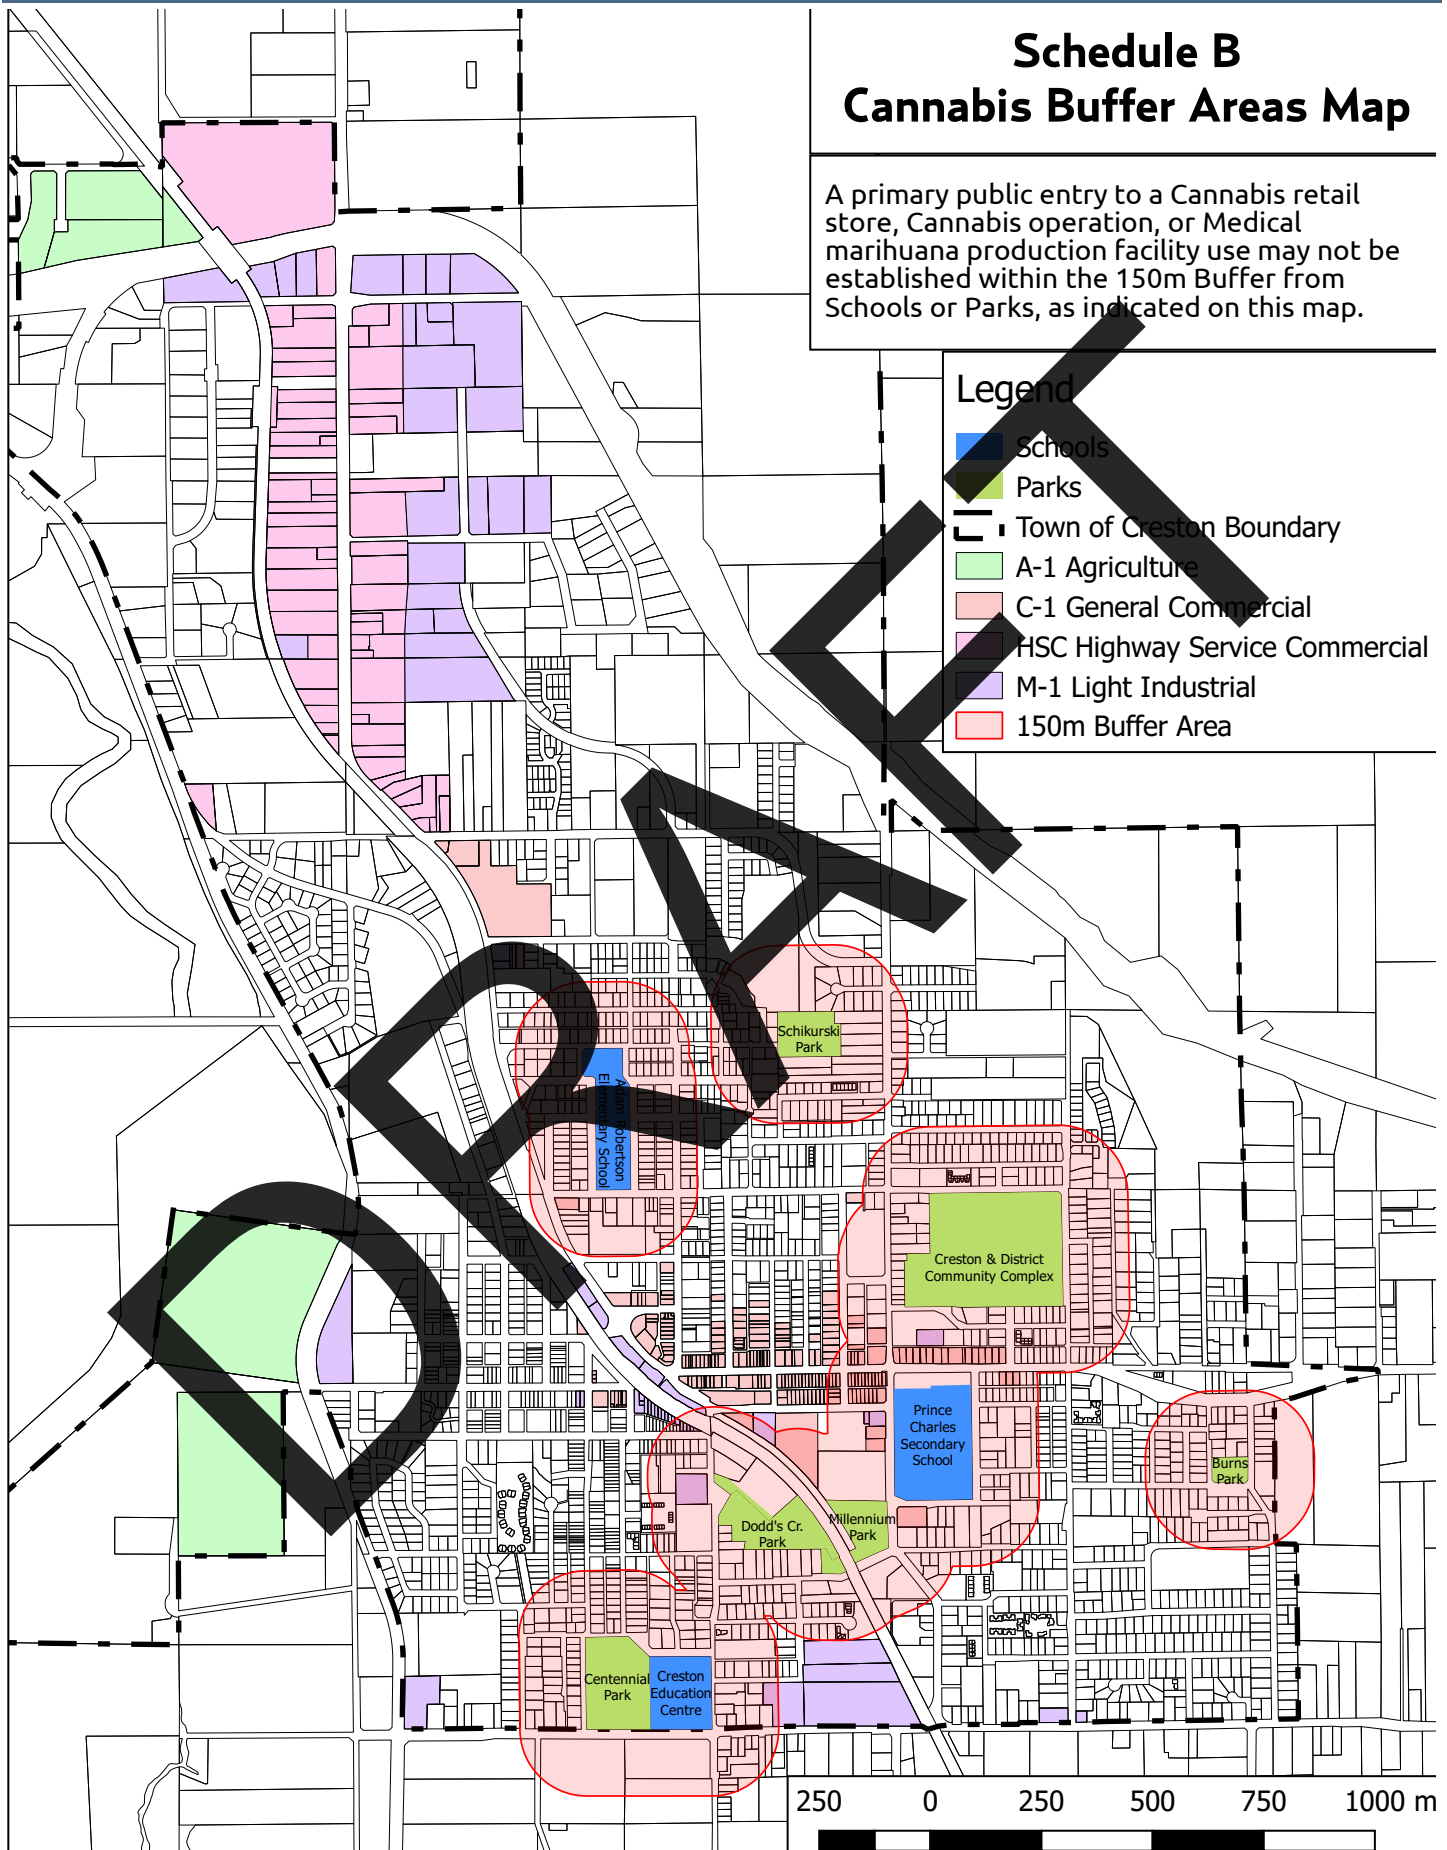 Schedule B
Cannabis Buffer Areas Map
A primary public entry to a Cannabis retail
store, Cannabis operation, or Medical
marihuana production facility use may not be
established within the 150m Buffer from
Schools or Parks, as indicated on this map.
Legend
Schools
Parks
Town of Creston Boundary
A-1 Agriculture
C-1 General Commercial
HSC Highway Service Commercial
M-1 Light Industrial
150m Buffer Area
DRAFT
Schikurski
Park
Adam Robertson
Elementary School
Creston & District
Community Complex
Prince
Charles
Secondary
School
Burns
Park
Dodd's Cr.
Park
Millennium
Park
Centennial
Park
Creston
Education
Centre
250 0 250 500 750 1000 m